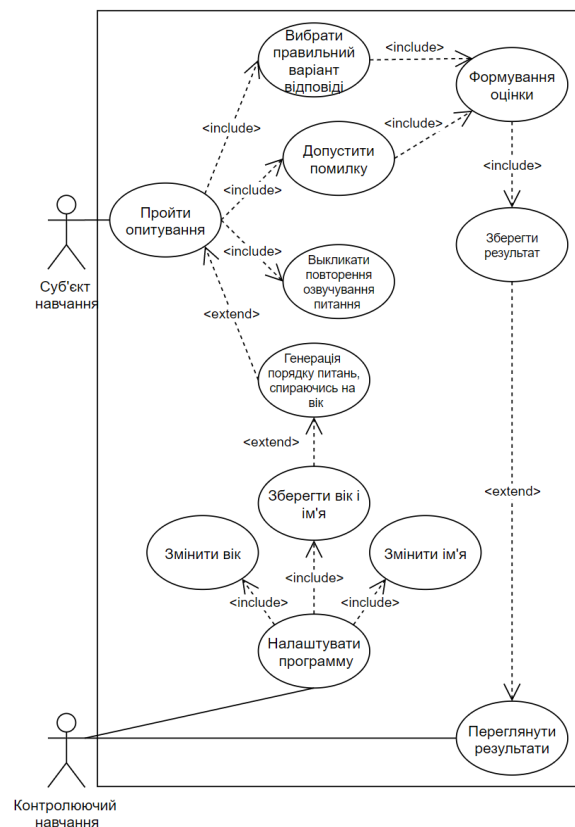 Вибрати
правильний
варіант
відповіді
<include>
Формування
оцінки
<include>
Допустити
помилку
<include>
<include>
<include>
Пройти
опитування
<include>
Зберегти
результат
Суб'єкт
навчання
Выкликати
повторення
озвучування
питання
<extend>
Генерація
порядку питань,
спираючись на
вік
<extend>
Зберегти вік і
ім'я
<extend>
Змінити вік
Змінити ім'я
<include>
<include>
<include>
Налаштувати
программу
Переглянути
результати
Контролюючий
навчання